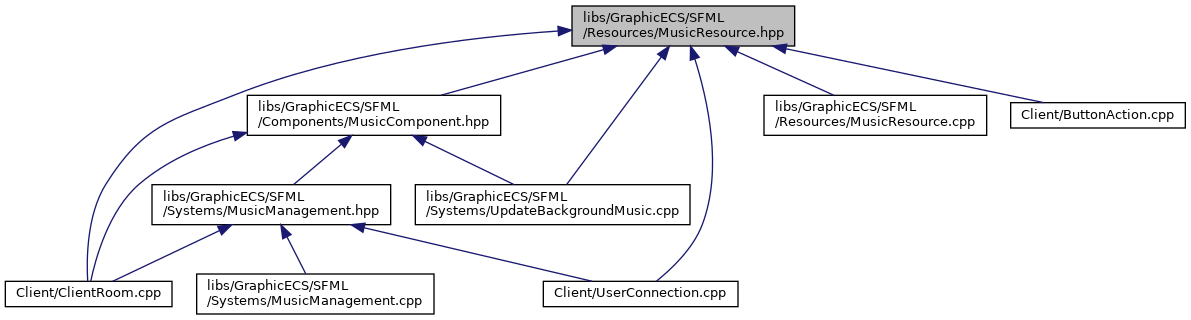 libs/GraphicECS/SFML
/Resources/MusicResource.hpp
libs/GraphicECS/SFML
/Components/MusicComponent.hpp
libs/GraphicECS/SFML
/Resources/MusicResource.cpp
Client/ButtonAction.cpp
libs/GraphicECS/SFML
/Systems/MusicManagement.hpp
libs/GraphicECS/SFML
/Systems/UpdateBackgroundMusic.cpp
Client/ClientRoom.cpp
libs/GraphicECS/SFML
/Systems/MusicManagement.cpp
Client/UserConnection.cpp